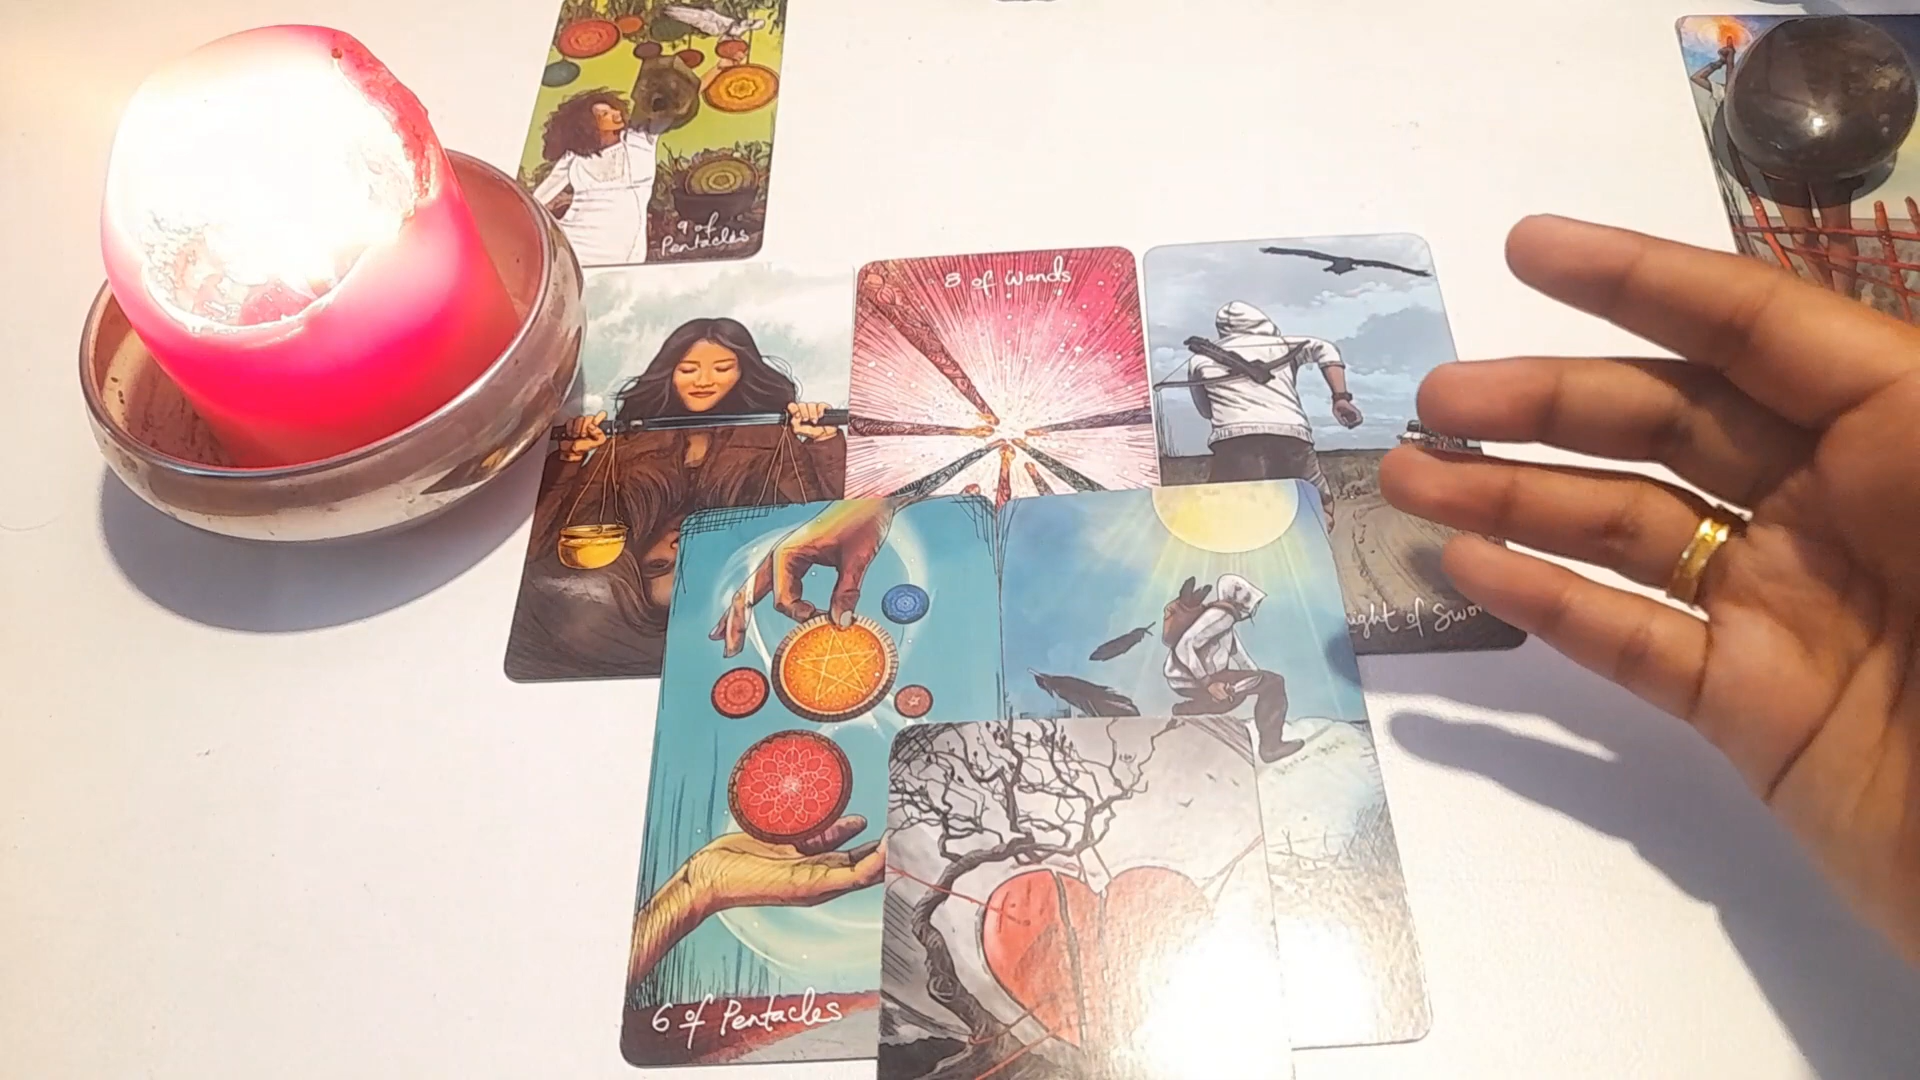 9 of
Pentacles
8 of Wands
6 of Pentacles